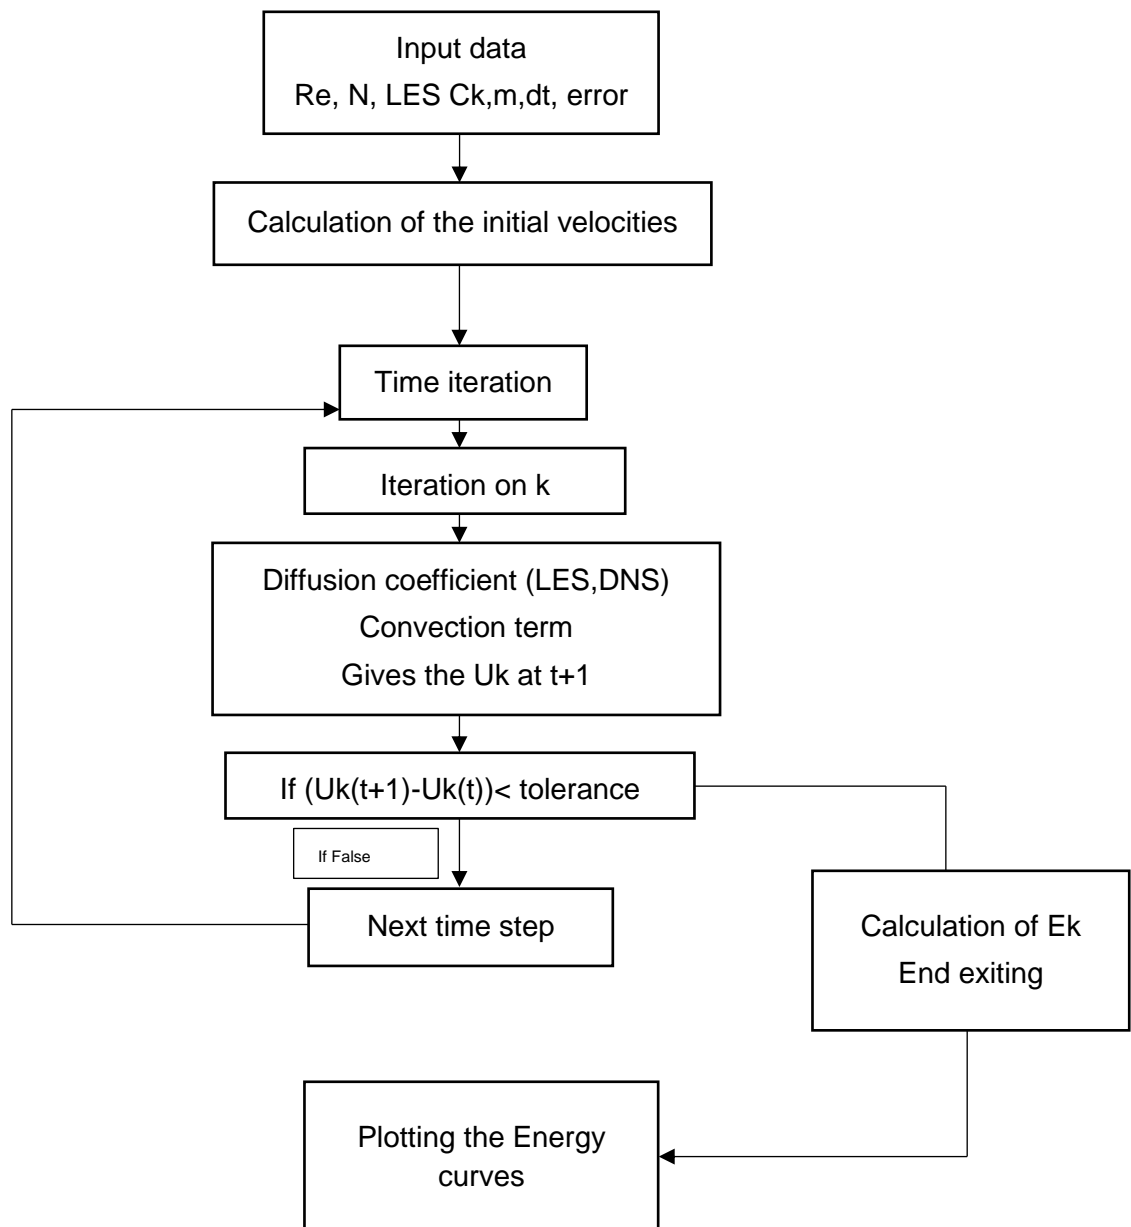 Input data
Re, N, LES Ck,m,dt, error
Calculation of the initial velocities
Time iteration
Iteration on k
Diffusion coefficient (LES,DNS)
Convection term
Gives the Uk at t+1
If (Uk(t+1)-Uk(t))< tolerance
If False
Next time step
Calculation of Ek
End exiting
Plotting the Energy
curves